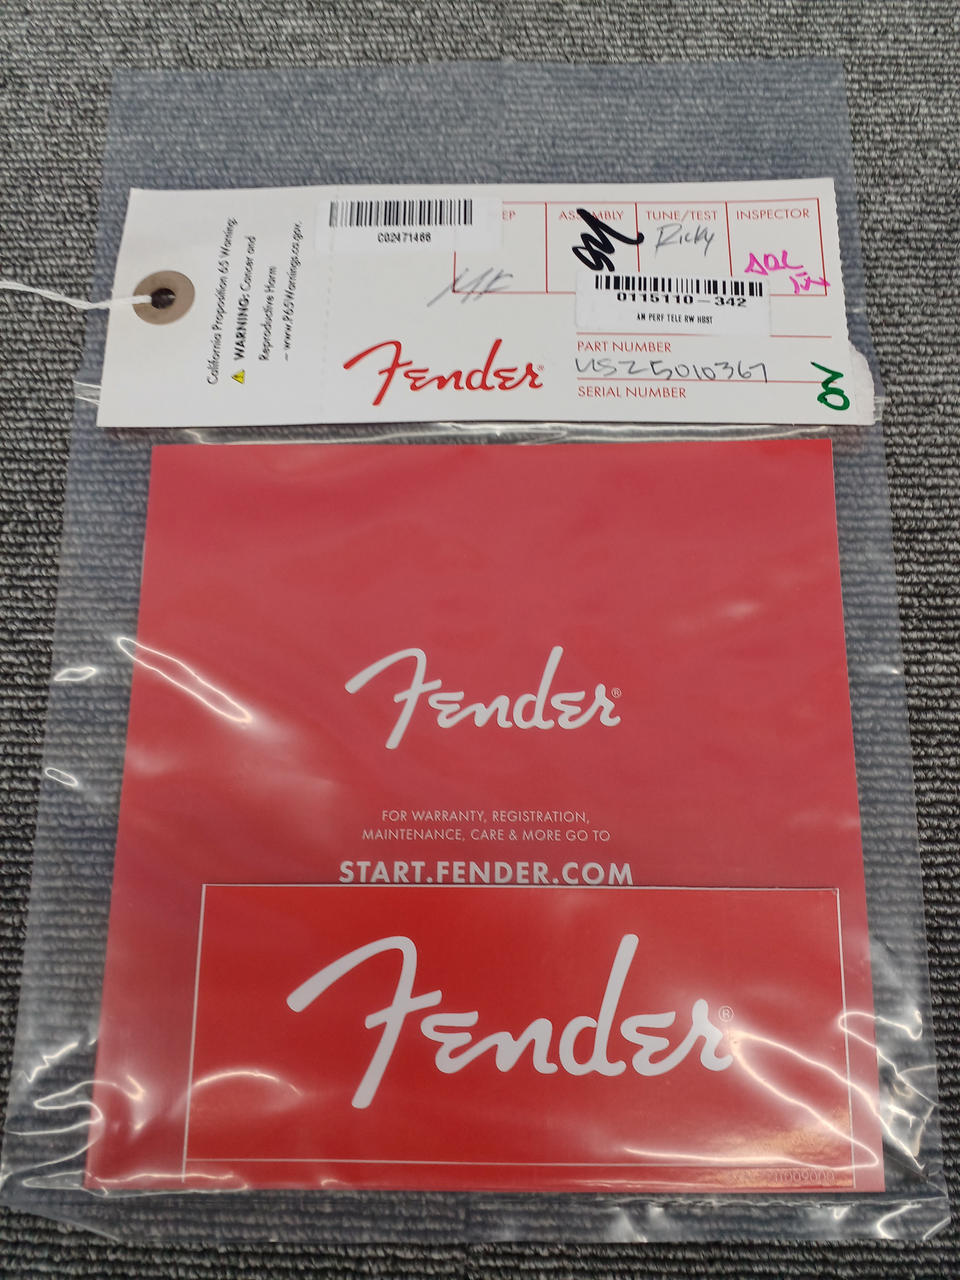 California Proposition 65 Warning:
⚠ WARNING: Cancer and
Reproductive Harm
– www.P65Warnings.ca.gov.
C02471466
EP
ASSEMBLY
TUNE/TEST
INSPECTOR
Ricky
0115110-342
AM PERF TELE RW HBST
PART NUMBER
US25010367
SERIAL NUMBER
Fender®
Fender®
FOR WARRANTY, REGISTRATION,
MAINTENANCE, CARE & MORE GO TO
START.FENDER.COM
Fender®